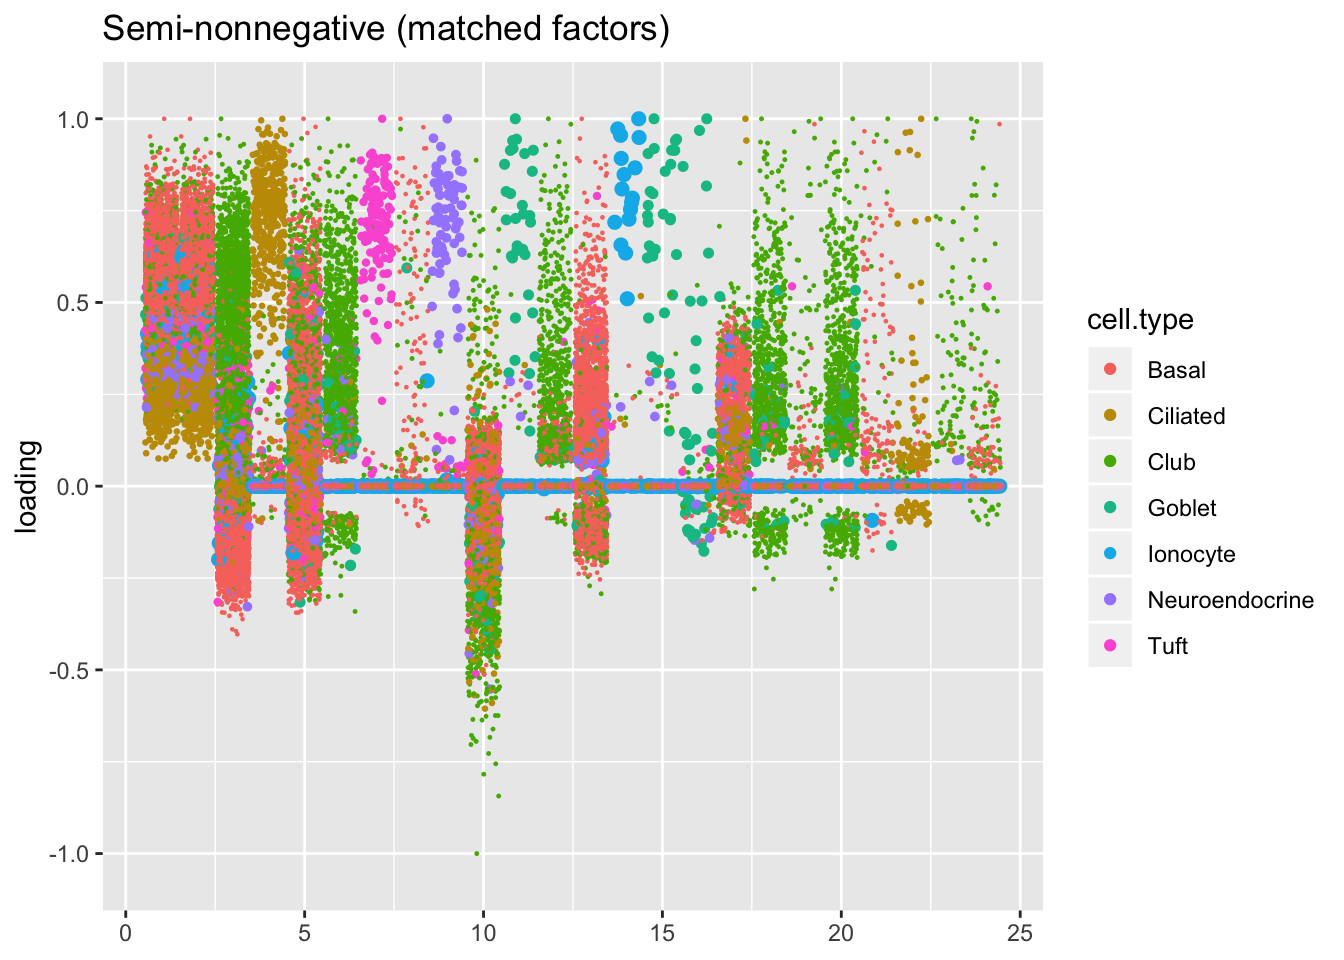 Semi-nonnegative (matched factors)
1.0
0.5
0.0
-0.5
-1.0
loading
0 5 10 15 20 25
cell.type
Basal
Ciliated
Club
Goblet
Ionocyte
Neuroendocrine
Tuft